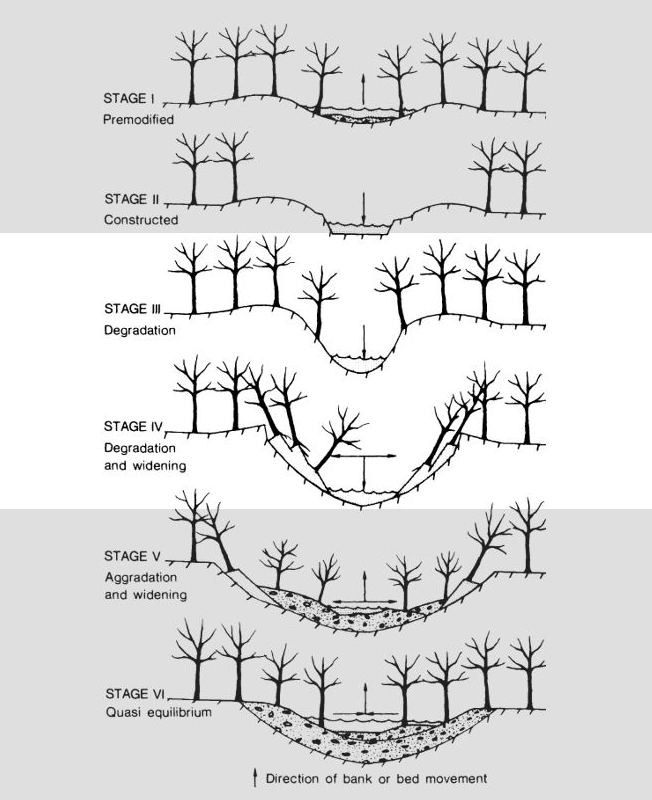 STAGE I
Premodified
STAGE II
Constructed
STAGE III
Degradation
STAGE IV
Degradation
and widening
STAGE V
Aggradation
and widening
STAGE VI
Quasi equilibrium
Direction of bank or bed movement